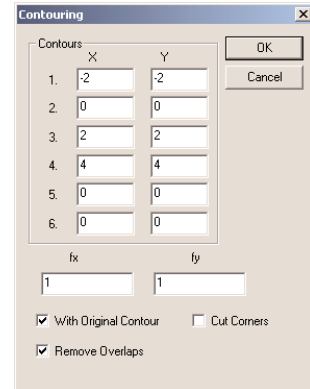 Contouring
Contours
X Y
OK
1. -2 -2
Cancel
2. 0 0
3. 2 2
4. 4 4
5. 0 0
6. 0 0
fx fy
1 1
With Original Contour Cut Corners
Remove Overlaps